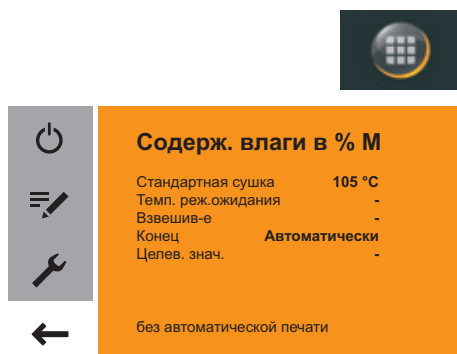 Содерж. влаги в % М
Стандартная сушка 105 °C
Темп. реж.ожидания -
Взвешив-е -
Конец Автоматически
Целев. знач. -
без автоматической печати